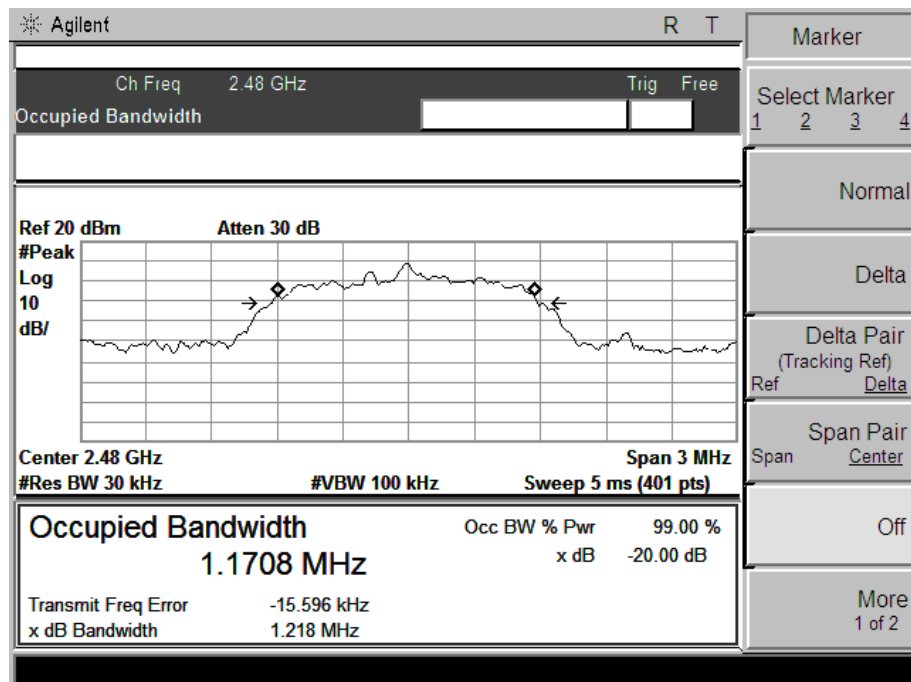 Agilent R T
Ch Freq 2.48 GHz Trig Free
Occupied Bandwidth
Ref 20 dBm Atten 30 dB
#Peak
Log
10
dB/
Center 2.48 GHz Span 3 MHz
#Res BW 30 kHz #VBW 100 kHz Sweep 5 ms (401 pts)
Occupied Bandwidth Occ BW % Pwr 99.00 %
1.1708 MHz x dB -20.00 dB
Transmit Freq Error -15.596 kHz
x dB Bandwidth 1.218 MHz
Marker
Select Marker
1 2 3 4
Normal
Delta
Delta Pair
(Tracking Ref)
Ref Delta
Span Pair
Span Center
Off
More
1 of 2